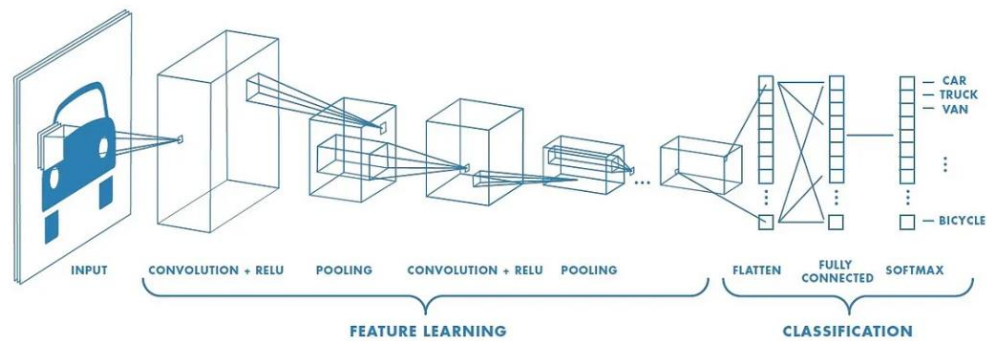 CAR
TRUCK
VAN
BICYCLE
INPUT
CONVOLUTION + RELU
POOLING
CONVOLUTION + RELU
POOLING
FLATTEN
FULLY
CONNECTED
SOFTMAX
FEATURE LEARNING
CLASSIFICATION